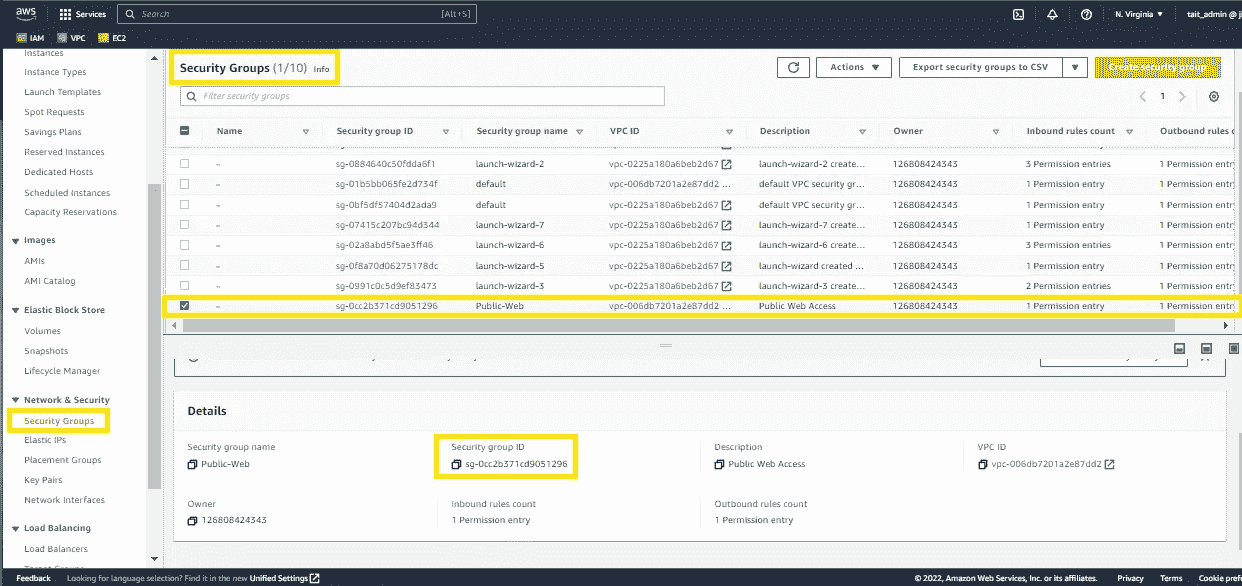 aws Services Search [Alt+S] N. Virginia ▼ tait_admin @ j
IAM VPC EC2
Instances
Instance Types
Launch Templates
Spot Requests
Savings Plans
Reserved Instances
Dedicated Hosts
Scheduled Instances
Capacity Reservations
Images
AMIs
AMI Catalog
Elastic Block Store
Volumes
Snapshots
Lifecycle Manager
Network & Security
Security Groups
Elastic IPs
Placement Groups
Key Pairs
Network Interfaces
Load Balancing
Load Balancers
Security Groups (1/10) Info
Actions ▼ Export security groups to CSV ▼ Create security group
Filter security groups
1
Name Security group ID Security group name VPC ID Description Owner Inbound rules count Outbound rules c
– sg-0884640c50fdda6f1 launch-wizard-2 vpc-0225a180a6beb2d67 launch-wizard-2 create... 126808424343 3 Permission entries 1 Permission entr
– sg-01b5bb065fe2d734f default vpc-006db7201a2e87dd2 ... default VPC security gr... 126808424343 1 Permission entry 1 Permission entr
– sg-0bf5df57404d2ada9 default vpc-0225a180a6beb2d67 default VPC security gr... 126808424343 1 Permission entry 1 Permission entr
– sg-07415c207bc94d344 launch-wizard-7 vpc-0225a180a6beb2d67 launch-wizard-7 create... 126808424343 1 Permission entry 1 Permission entr
– sg-02a8abd5f5ae3ff46 launch-wizard-6 vpc-0225a180a6beb2d67 launch-wizard-6 create... 126808424343 3 Permission entries 1 Permission entr
– sg-0f8a70d06275178dc launch-wizard-5 vpc-0225a180a6beb2d67 launch-wizard created ... 126808424343 1 Permission entry 1 Permission entr
– sg-0991c0c5d9ef83473 launch-wizard-3 vpc-0225a180a6beb2d67 launch-wizard-3 create... 126808424343 2 Permission entries 1 Permission entr
– sg-0cc2b371cd9051296 Public-Web vpc-006db7201a2e87dd2 ... Public Web Access 126808424343 1 Permission entry 1 Permission entr
Details
Security group name Security group ID Description VPC ID
Public-Web sg-0cc2b371cd9051296 Public Web Access vpc-006db7201a2e87dd2
Owner Inbound rules count Outbound rules count
126808424343 1 Permission entry 1 Permission entry
Feedback Looking for language selection? Find it in the new Unified Settings © 2022, Amazon Web Services, Inc. or its affiliates. Privacy Terms Cookie pref